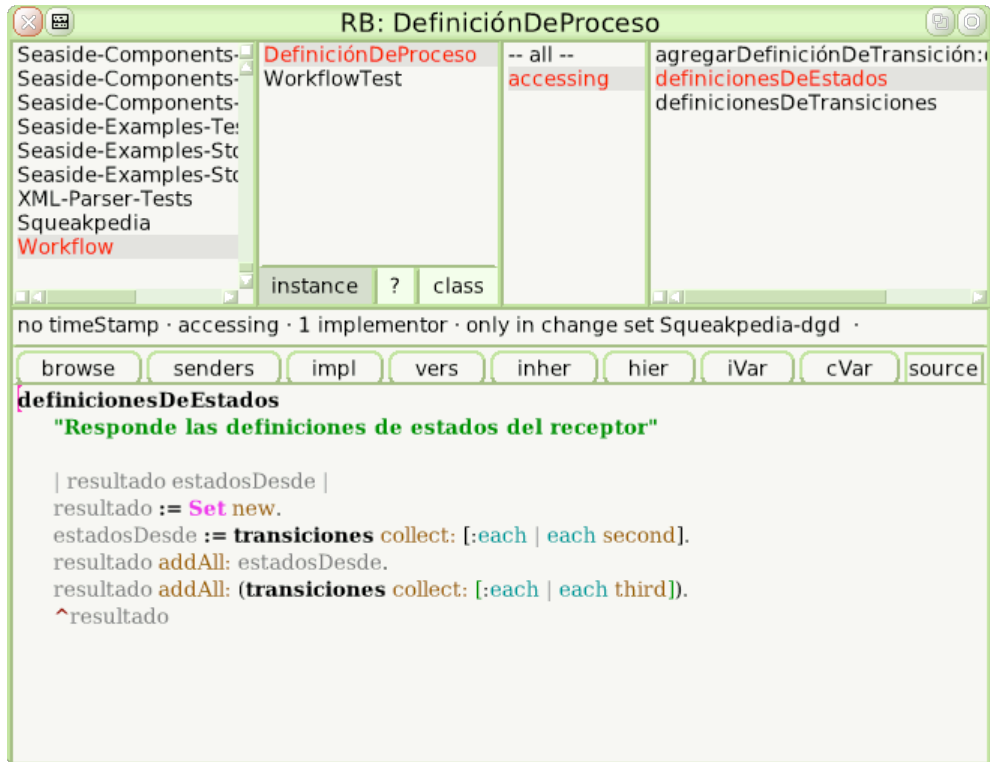 RB: DefiniciónDeProceso
Seaside-Components-
Seaside-Components-
Seaside-Components-
Seaside-Examples-Tes
Seaside-Examples-Sto
Seaside-Examples-Sto
XML-Parser-Tests
Squeakpedia
Workflow
DefiniciónDeProceso
WorkflowTest
instance ? class
-- all --
accessing
agregarDefiniciónDeTransición:
definicionesDeEstados
definicionesDeTransiciones
no timeStamp · accessing · 1 implementor · only in change set Squeakpedia-dgd ·
browse senders impl vers inher hier iVar cVar source
definicionesDeEstados
"Responde las definiciones de estados del receptor"
| resultado estadosDesde |
resultado := Set new.
estadosDesde := transiciones collect: [:each | each second].
resultado addAll: estadosDesde.
resultado addAll: (transiciones collect: [:each | each third]).
^resultado